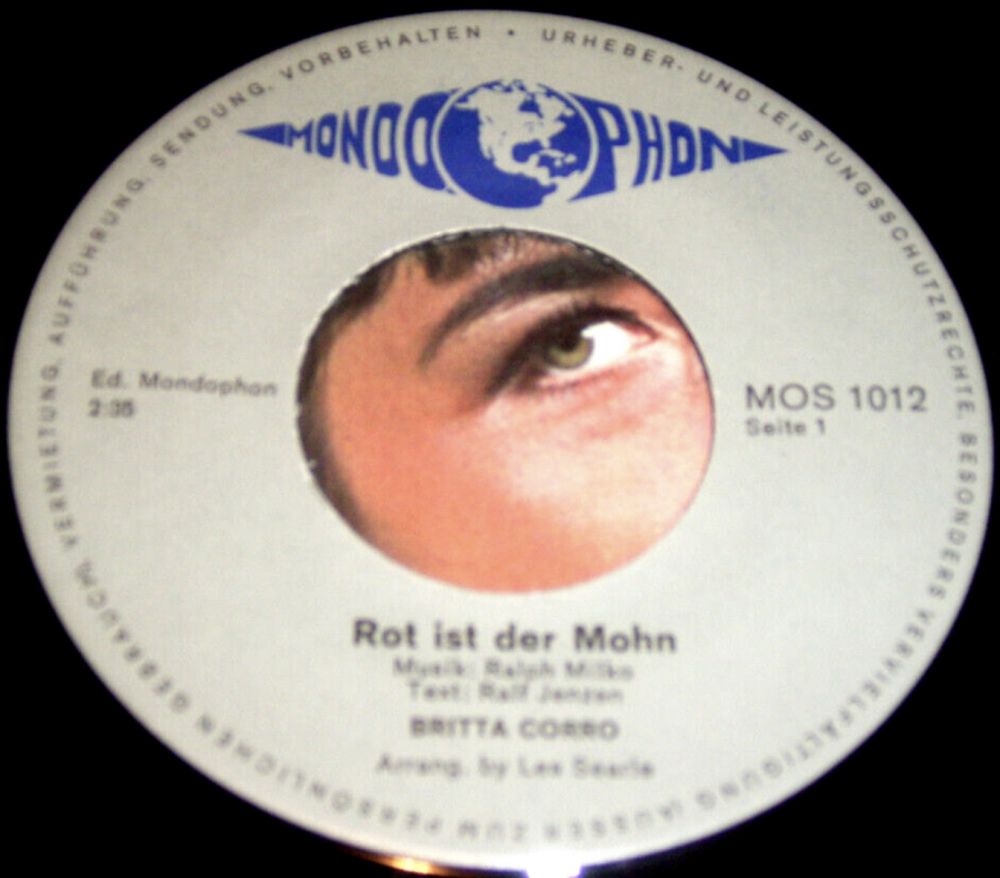 URHEBER- UND LEISTUNGSSCHUTZRECHTE, BESONDERS VERVIELFÄLTIGUNG (AUSSER ZUM PERSÖNLICHEN GEBRAUCH), VERMIETUNG, AUFFÜHRUNG, SENDUNG, VORBEHALTEN •
MONDOPHON
Ed. Mondophon
2:35
MOS 1012
Seite 1
Rot ist der Mohn
Musik: Ralph Milko
Text: Ralf Jenzen
BRITTA CORRO
Arrang. by Les Searle